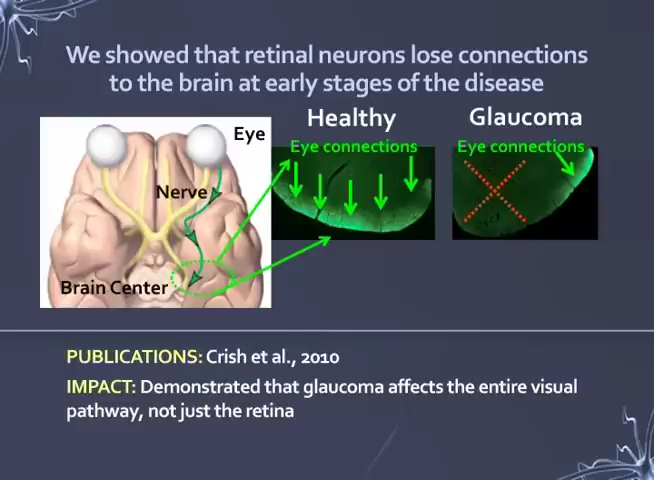 We showed that retinal neurons lose connections
to the brain at early stages of the disease
Healthy
Glaucoma
Eye
Eye connections
Eye connections
Nerve
Brain Center
PUBLICATIONS: Crish et al., 2010
IMPACT: Demonstrated that glaucoma affects the entire visual
pathway, not just the retina